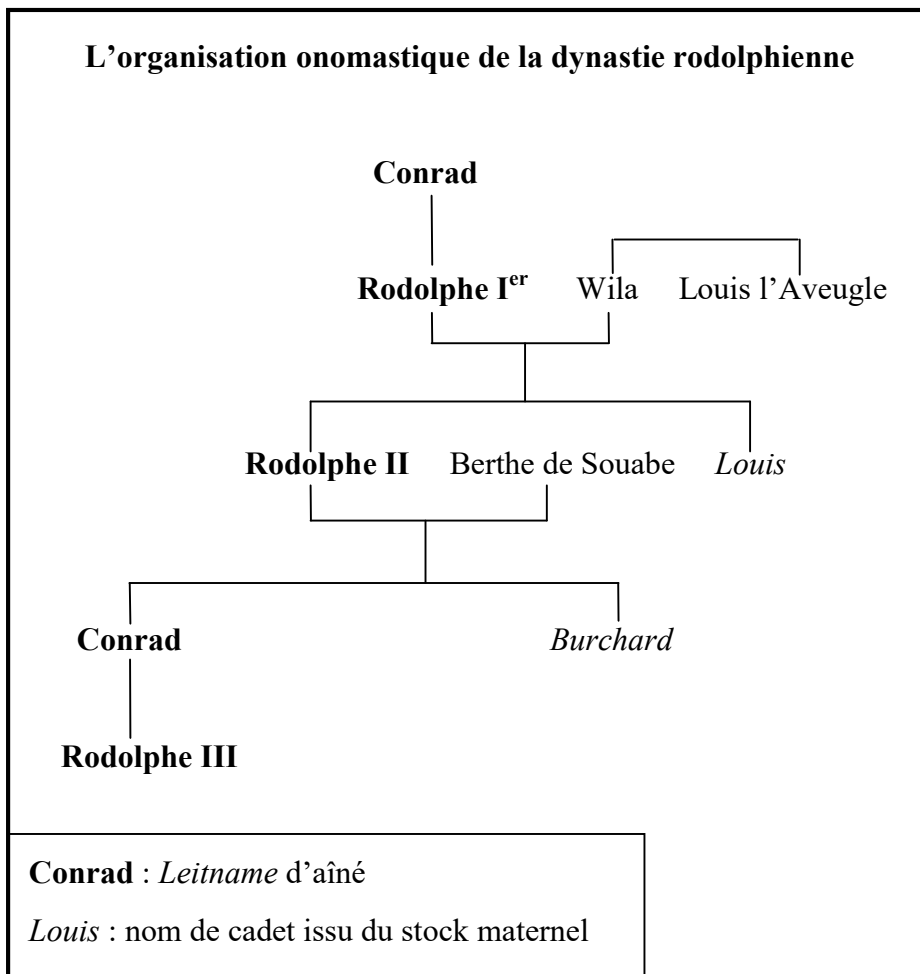 L’organisation onomastique de la dynastie rodolphienne
Conrad
Rodolphe Ier Wila Louis l’Aveugle
Rodolphe II Berthe de Souabe Louis
Conrad Burchard
Rodolphe III
Conrad : Leitname d’aîné
Louis : nom de cadet issu du stock maternel